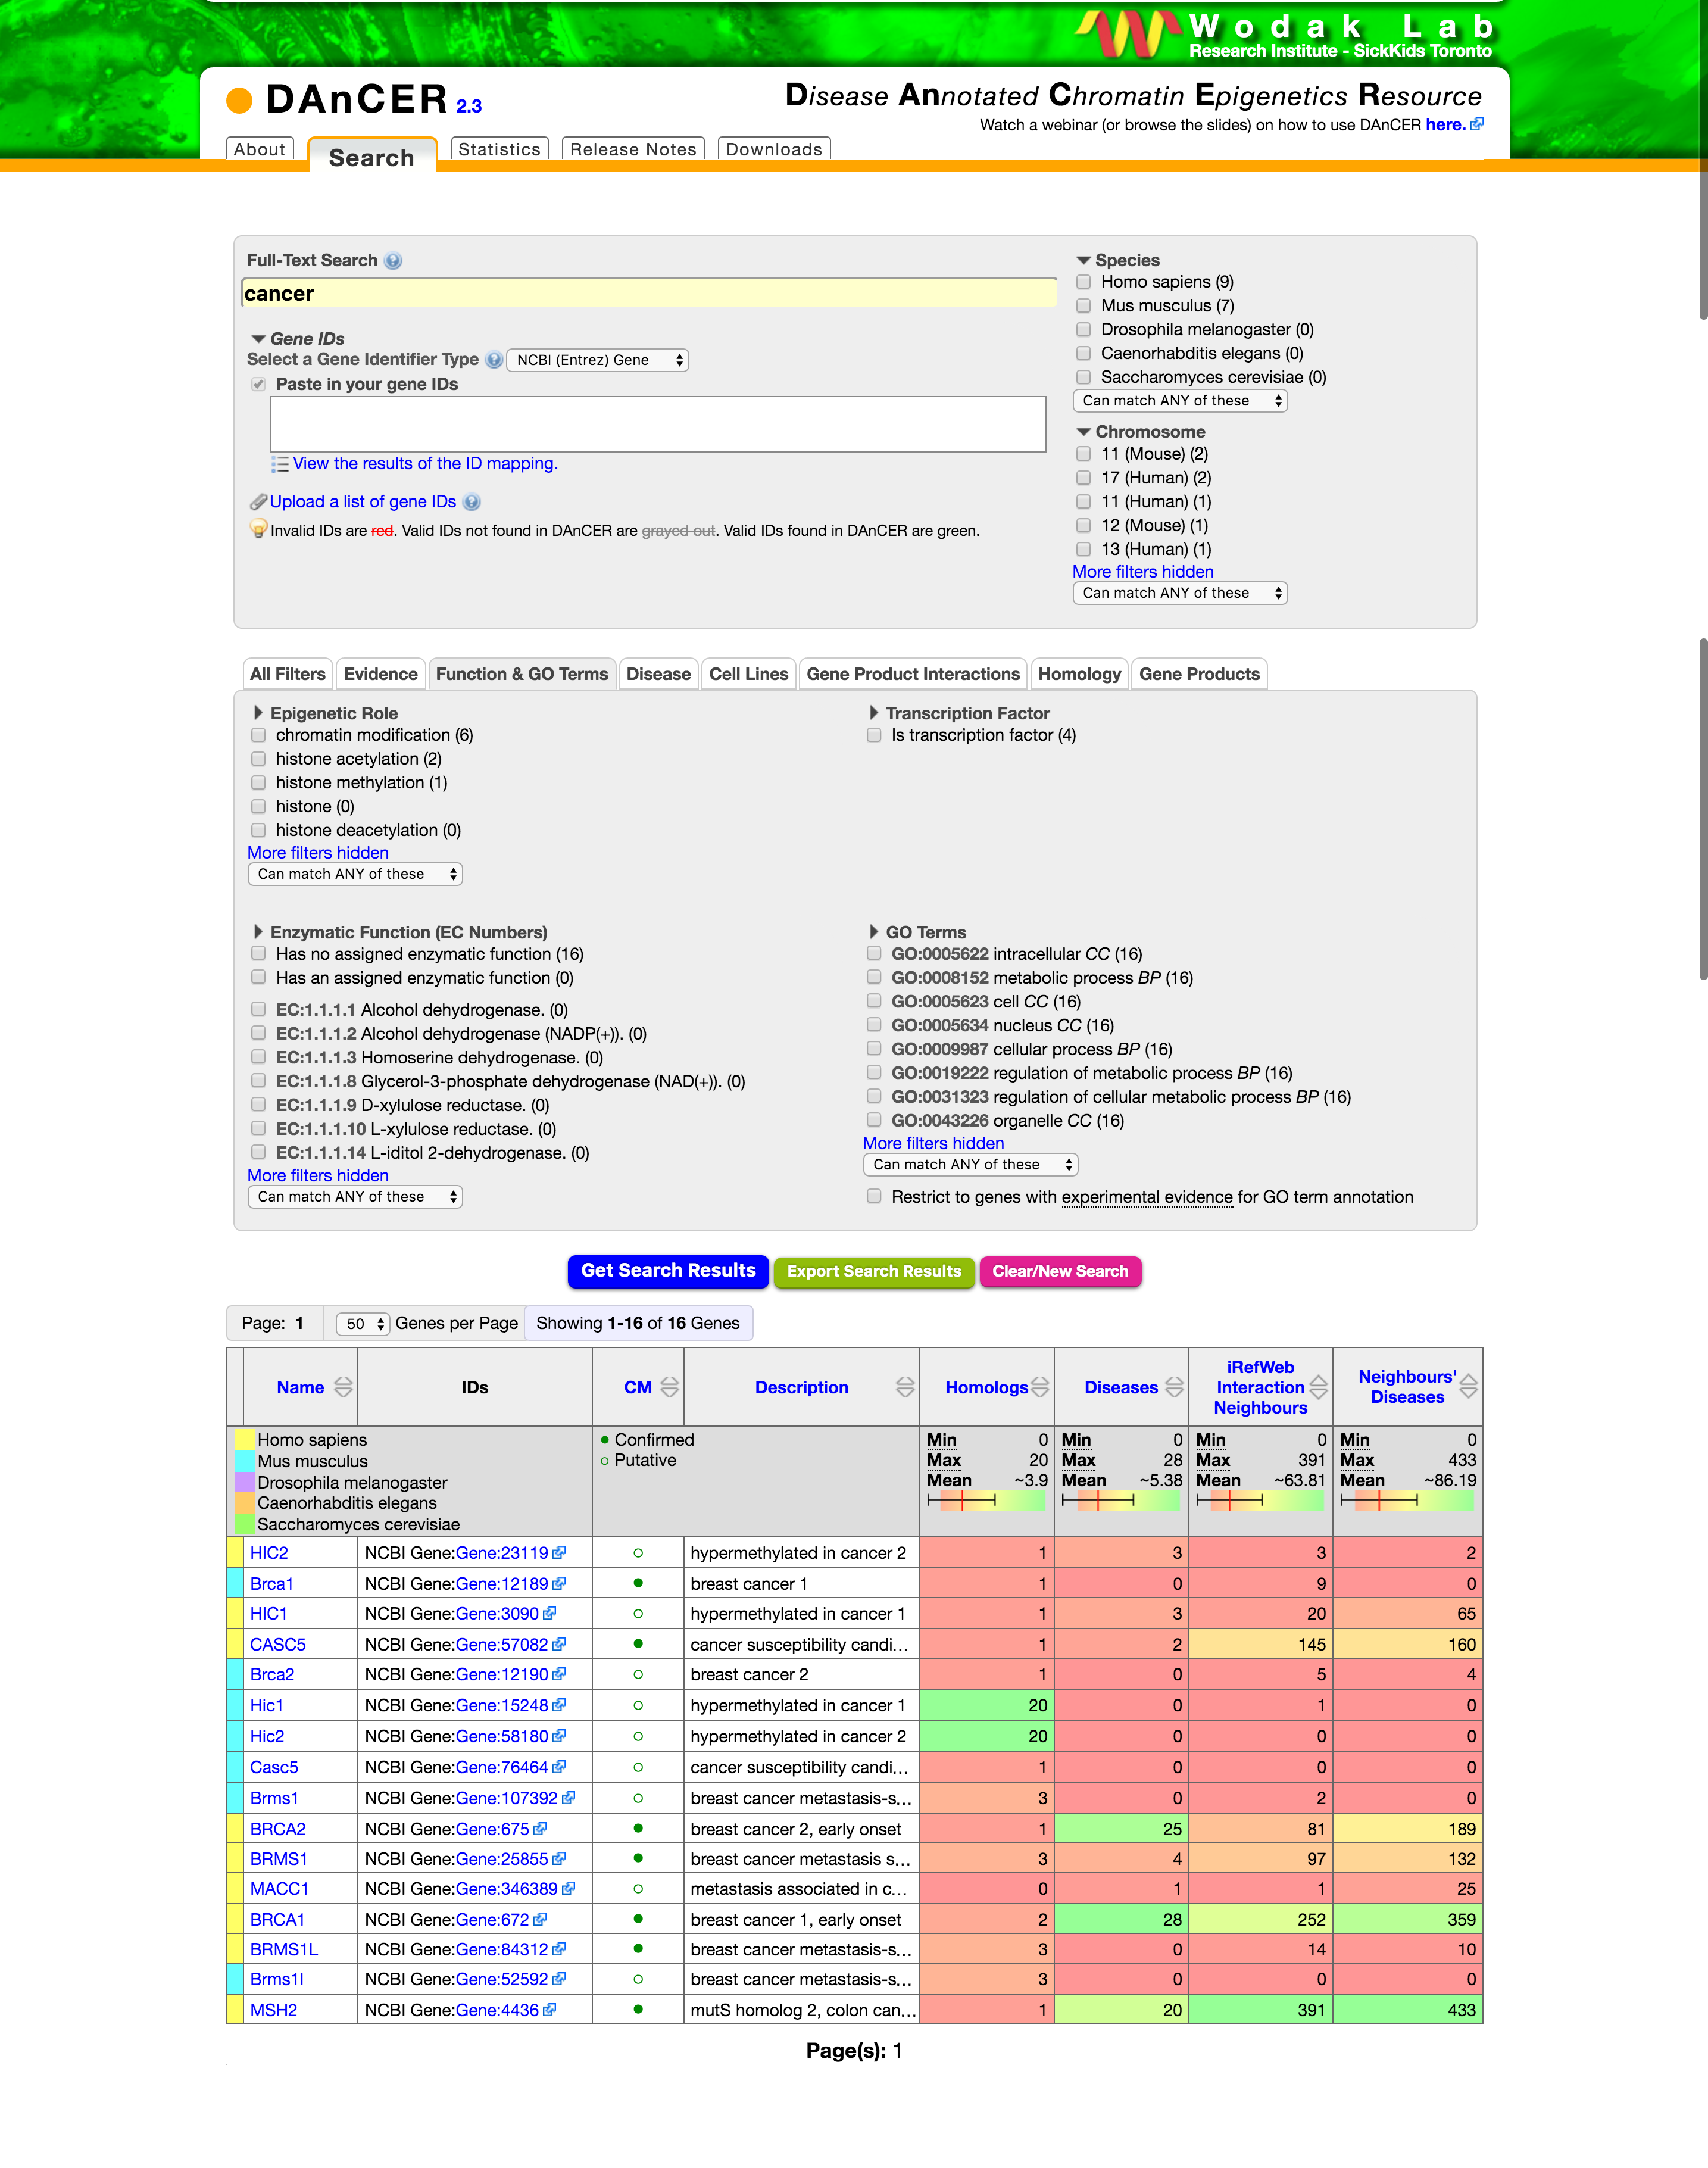 Wodak Lab
Research Institute - SickKids Toronto
DAnCER 2.3
Disease Annotated Chromatin Epigenetics Resource
Watch a webinar (or browse the slides) on how to use DAnCER here.
About Search Statistics Release Notes Downloads
Full-Text Search
cancer
Gene IDs
Select a Gene Identifier Type NCBI (Entrez) Gene
Paste in your gene IDs
View the results of the ID mapping.
Upload a list of gene IDs
Invalid IDs are red. Valid IDs not found in DAnCER are grayed out. Valid IDs found in DAnCER are green.
Species
Homo sapiens (9)
Mus musculus (7)
Drosophila melanogaster (0)
Caenorhabditis elegans (0)
Saccharomyces cerevisiae (0)
Can match ANY of these
Chromosome
11 (Mouse) (2)
17 (Human) (2)
11 (Human) (1)
12 (Mouse) (1)
13 (Human) (1)
More filters hidden
Can match ANY of these
All Filters Evidence Function & GO Terms Disease Cell Lines Gene Product Interactions Homology Gene Products
Epigenetic Role
chromatin modification (6)
histone acetylation (2)
histone methylation (1)
histone (0)
histone deacetylation (0)
More filters hidden
Can match ANY of these
Transcription Factor
Is transcription factor (4)
Enzymatic Function (EC Numbers)
Has no assigned enzymatic function (16)
Has an assigned enzymatic function (0)
EC:1.1.1.1 Alcohol dehydrogenase. (0)
EC:1.1.1.2 Alcohol dehydrogenase (NADP(+)). (0)
EC:1.1.1.3 Homoserine dehydrogenase. (0)
EC:1.1.1.8 Glycerol-3-phosphate dehydrogenase (NAD(+)). (0)
EC:1.1.1.9 D-xylulose reductase. (0)
EC:1.1.1.10 L-xylulose reductase. (0)
EC:1.1.1.14 L-iditol 2-dehydrogenase. (0)
More filters hidden
Can match ANY of these
GO Terms
GO:0005622 intracellular CC (16)
GO:0008152 metabolic process BP (16)
GO:0005623 cell CC (16)
GO:0005634 nucleus CC (16)
GO:0009987 cellular process BP (16)
GO:0019222 regulation of metabolic process BP (16)
GO:0031323 regulation of cellular metabolic process BP (16)
GO:0043226 organelle CC (16)
More filters hidden
Can match ANY of these
Restrict to genes with experimental evidence for GO term annotation
Get Search Results Export Search Results Clear/New Search
Page: 1 50 Genes per Page Showing 1-16 of 16 Genes
Name IDs CM Description Homologs Diseases iRefWeb Interaction Neighbours Neighbours' Diseases
Homo sapiens
Mus musculus
Drosophila melanogaster
Caenorhabditis elegans
Saccharomyces cerevisiae
Confirmed
Putative
Min 0 Min 0 Min 0 Min 0
Max 20 Max 28 Max 391 Max 433
Mean ~3.9 Mean ~5.38 Mean ~63.81 Mean ~86.19
HIC2 NCBI Gene:Gene:23119 hypermethylated in cancer 2 1 3 3 2
Brca1 NCBI Gene:Gene:12189 breast cancer 1 1 0 9 0
HIC1 NCBI Gene:Gene:3090 hypermethylated in cancer 1 1 3 20 65
CASC5 NCBI Gene:Gene:57082 cancer susceptibility candi... 1 2 145 160
Brca2 NCBI Gene:Gene:12190 breast cancer 2 1 0 5 4
Hic1 NCBI Gene:Gene:15248 hypermethylated in cancer 1 20 0 1 0
Hic2 NCBI Gene:Gene:58180 hypermethylated in cancer 2 20 0 0 0
Casc5 NCBI Gene:Gene:76464 cancer susceptibility candi... 1 0 0 0
Brms1 NCBI Gene:Gene:107392 breast cancer metastasis-s... 3 0 2 0
BRCA2 NCBI Gene:Gene:675 breast cancer 2, early onset 1 25 81 189
BRMS1 NCBI Gene:Gene:25855 breast cancer metastasis s... 3 4 97 132
MACC1 NCBI Gene:Gene:346389 metastasis associated in c... 0 1 1 25
BRCA1 NCBI Gene:Gene:672 breast cancer 1, early onset 2 28 252 359
BRMS1L NCBI Gene:Gene:84312 breast cancer metastasis-s... 3 0 14 10
Brms1l NCBI Gene:Gene:52592 breast cancer metastasis-s... 3 0 0 0
MSH2 NCBI Gene:Gene:4436 mutS homolog 2, colon can... 1 20 391 433
Page(s): 1